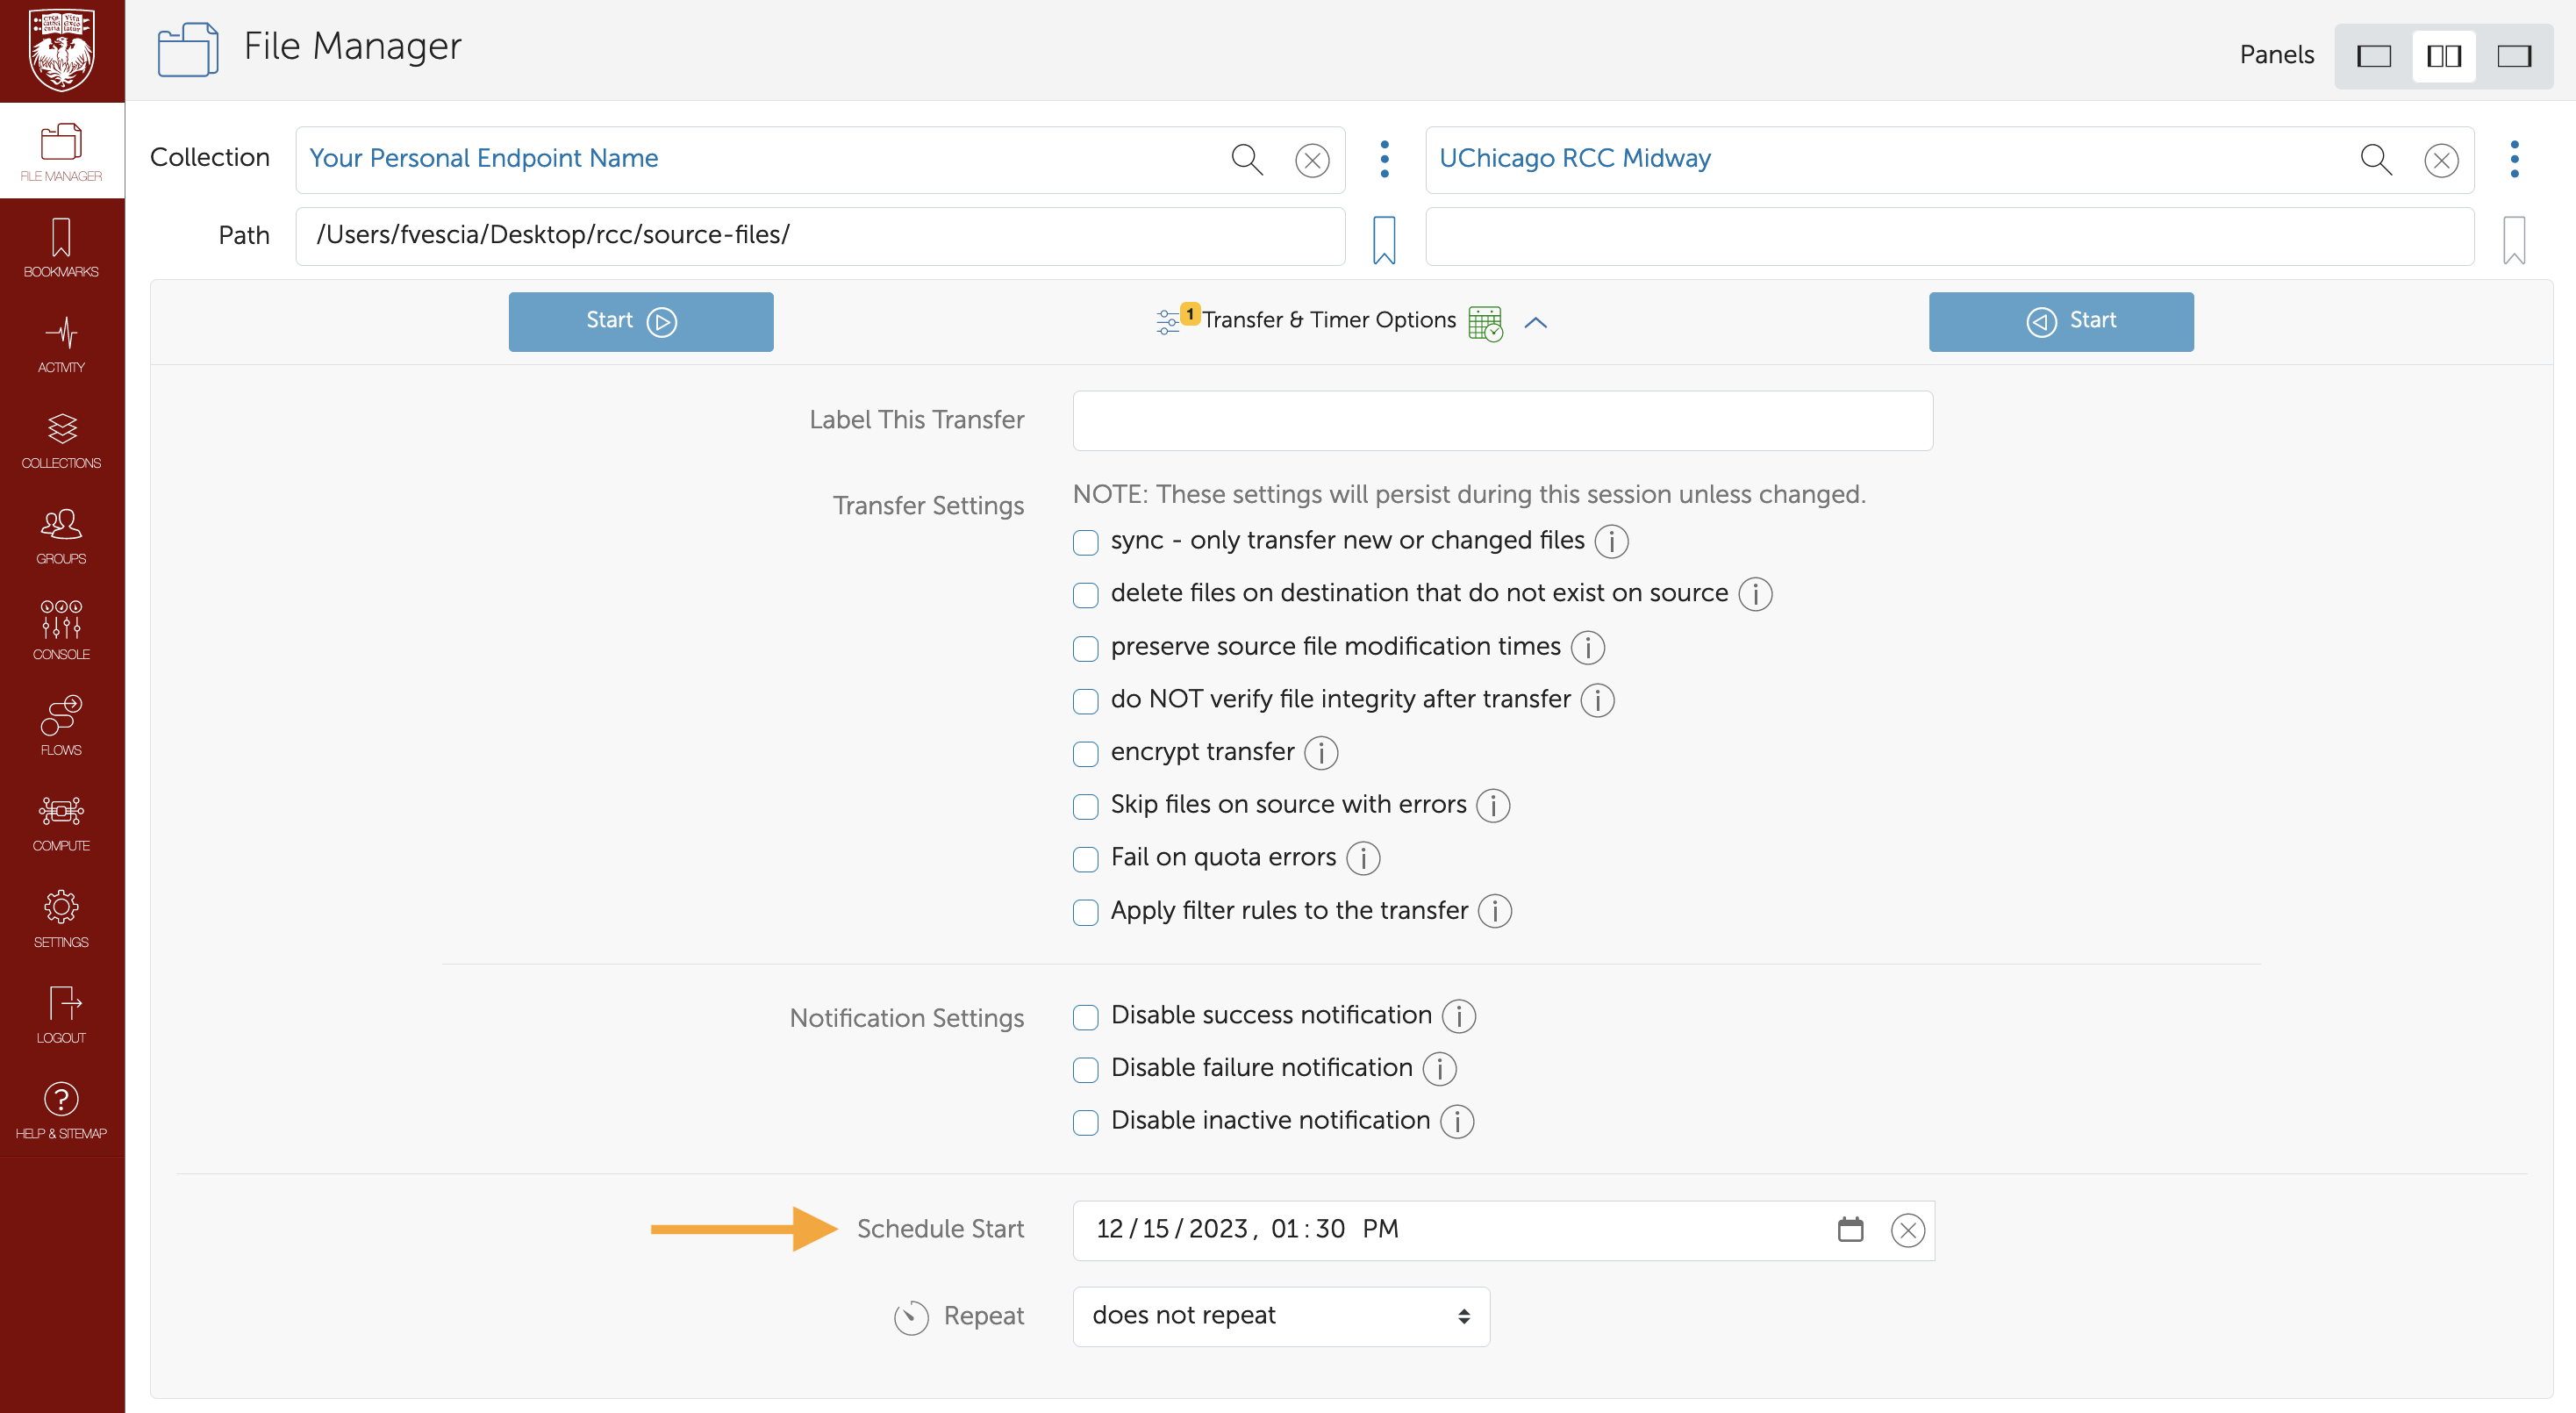 File Manager
Panels
FILE MANAGER
BOOKMARKS
ACTIVITY
COLLECTIONS
GROUPS
CONSOLE
FLOWS
COMPUTE
SETTINGS
LOGOUT
HELP & SITEMAP
Collection
Your Personal Endpoint Name
UChicago RCC Midway
Path
/Users/fvescia/Desktop/rcc/source-files/
Start
1 Transfer & Timer Options
Start
Label This Transfer
Transfer Settings
NOTE: These settings will persist during this session unless changed.
sync - only transfer new or changed files
delete files on destination that do not exist on source
preserve source file modification times
do NOT verify file integrity after transfer
encrypt transfer
Skip files on source with errors
Fail on quota errors
Apply filter rules to the transfer
Notification Settings
Disable success notification
Disable failure notification
Disable inactive notification
Schedule Start
12/15/2023, 01:30 PM
Repeat
does not repeat